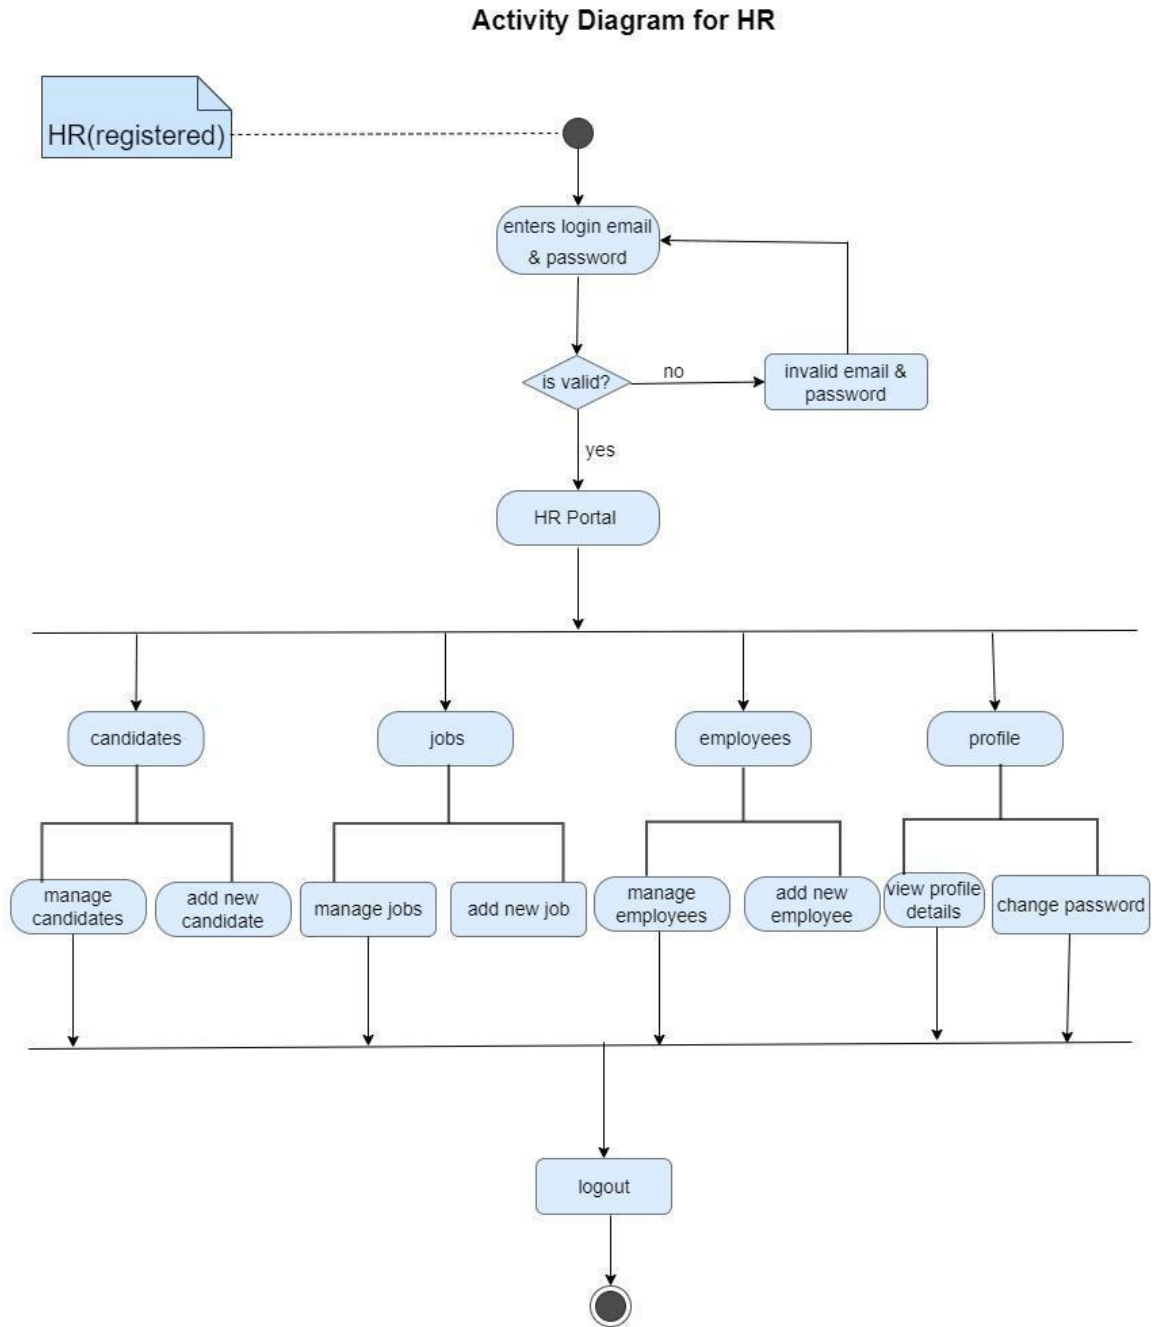 Activity Diagram for HR
HR(registered)
enters login email
& password
is valid?
no
invalid email &
password
yes
HR Portal
candidates
jobs
employees
profile
manage
candidates
add new
candidate
manage jobs
add new job
manage
employees
add new
employee
view profile
details
change password
logout